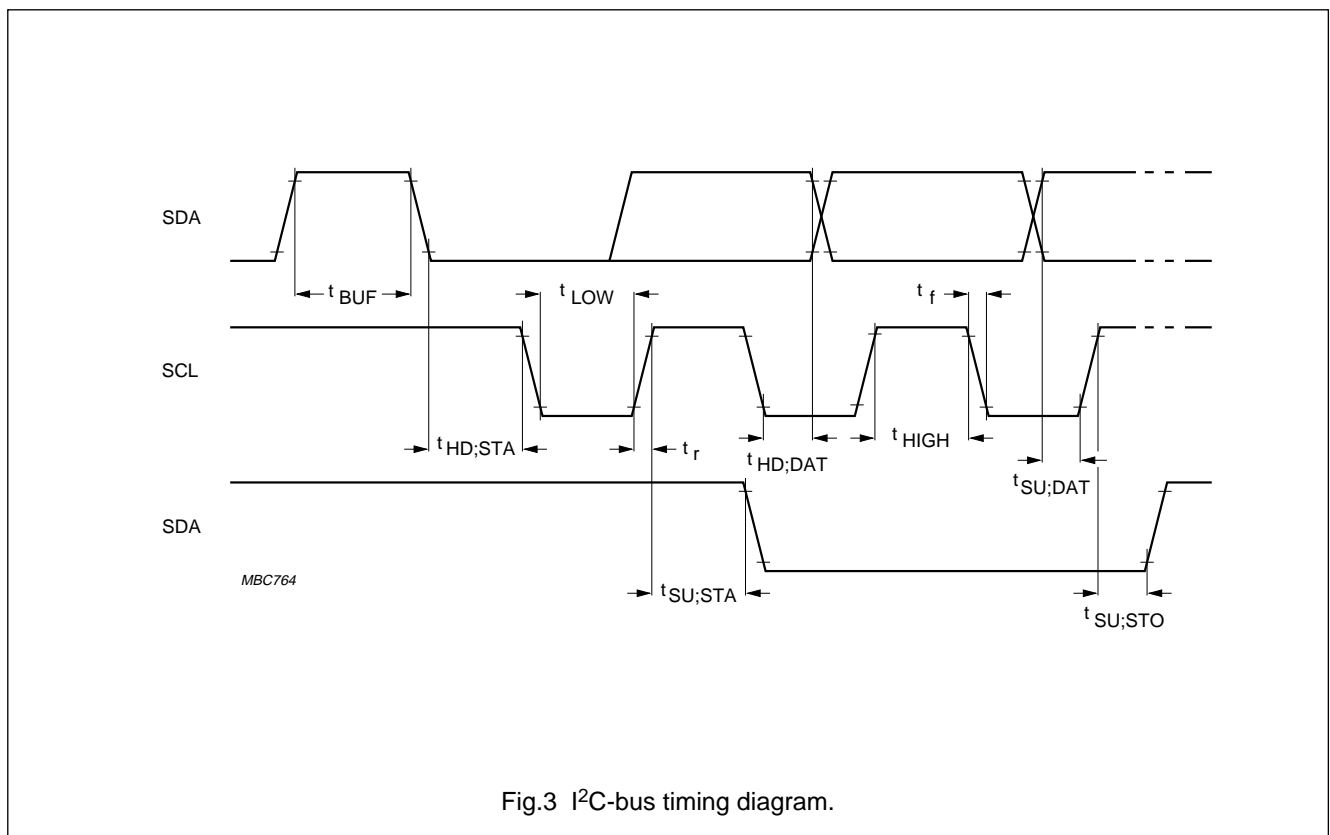 SDA
t BUF
t LOW
t f
SCL
t HD;STA
t r
t HD;DAT
t HIGH
t SU;DAT
SDA
MBC764
t SU;STA
t SU;STO
Fig.3 I²C-bus timing diagram.